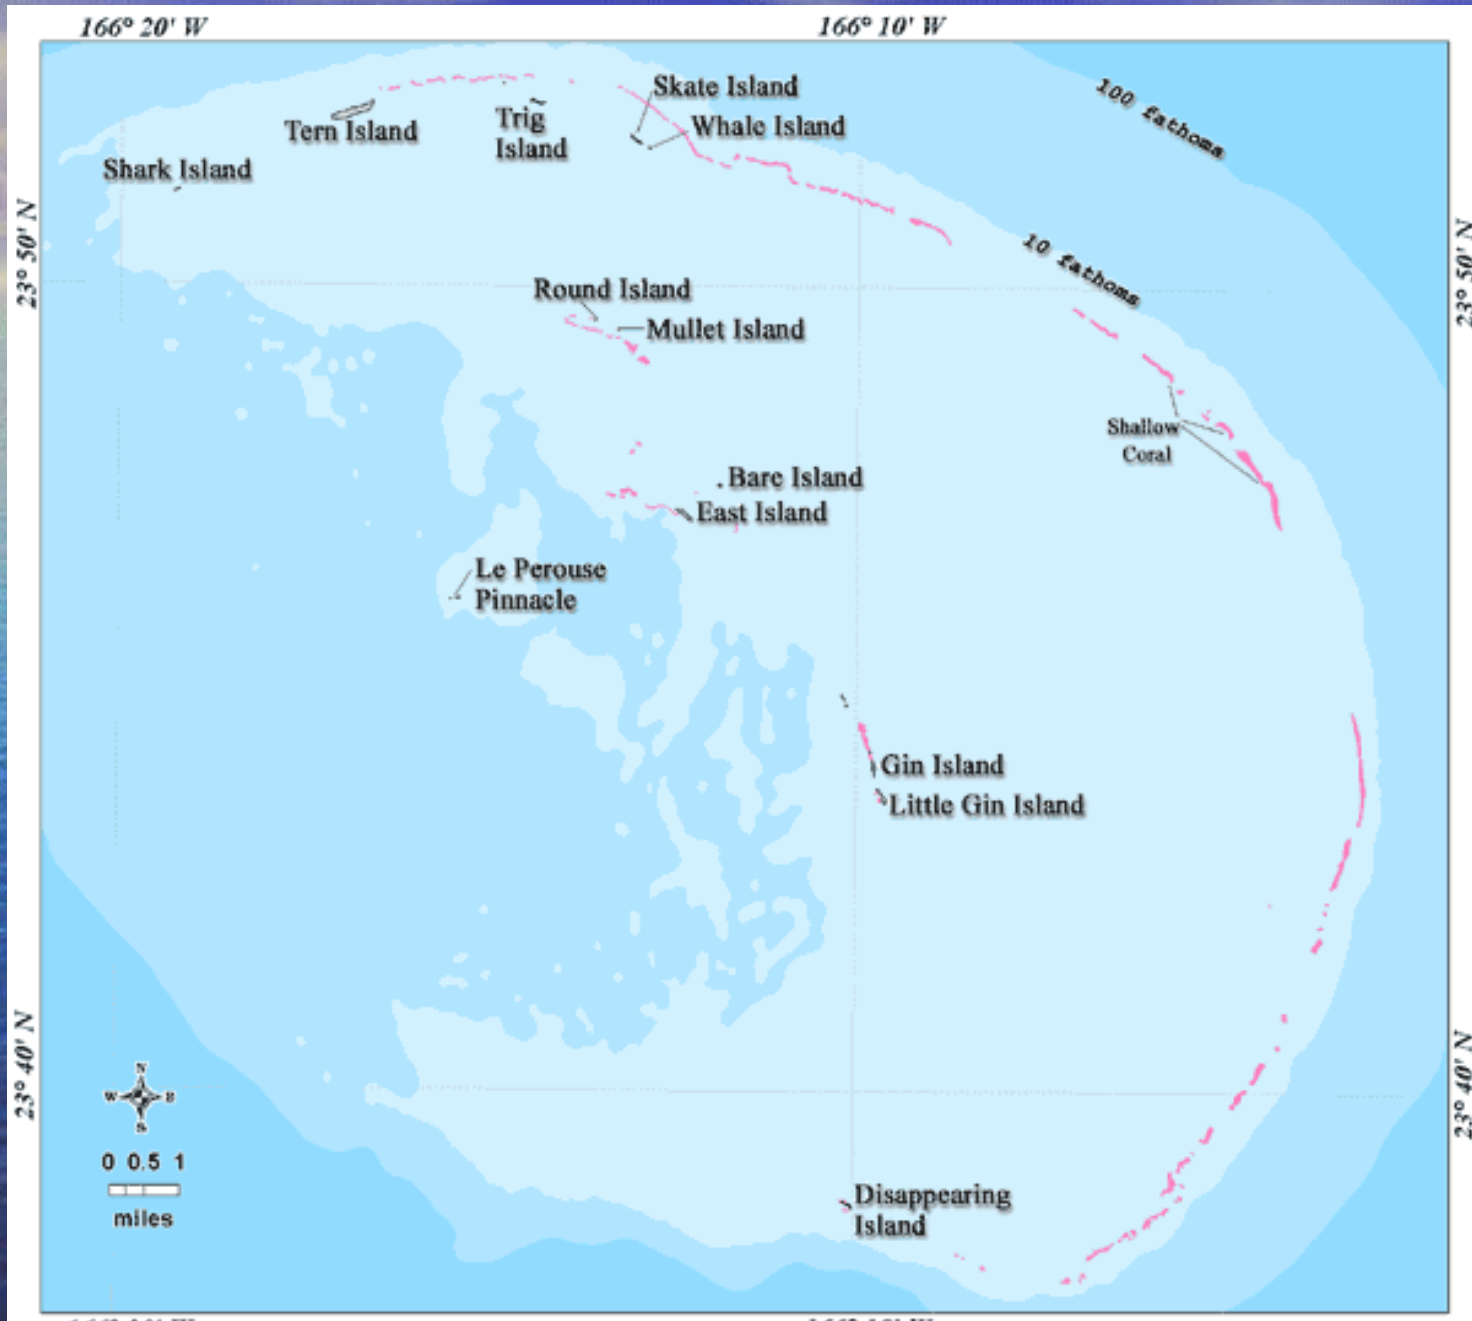 166° 20' W
166° 10' W
100 fathoms
Skate Island
Whale Island
Tern Island
Trig
Island
Shark Island
23° 50' N
23° 50' N
10 fathoms
Round Island
Mullet Island
Shallow
Coral
Bare Island
East Island
Le Perouse
Pinnacle
Gin Island
Little Gin Island
23° 40' N
23° 40' N
N
W E
S
0 0.5 1
miles
Disappearing
Island